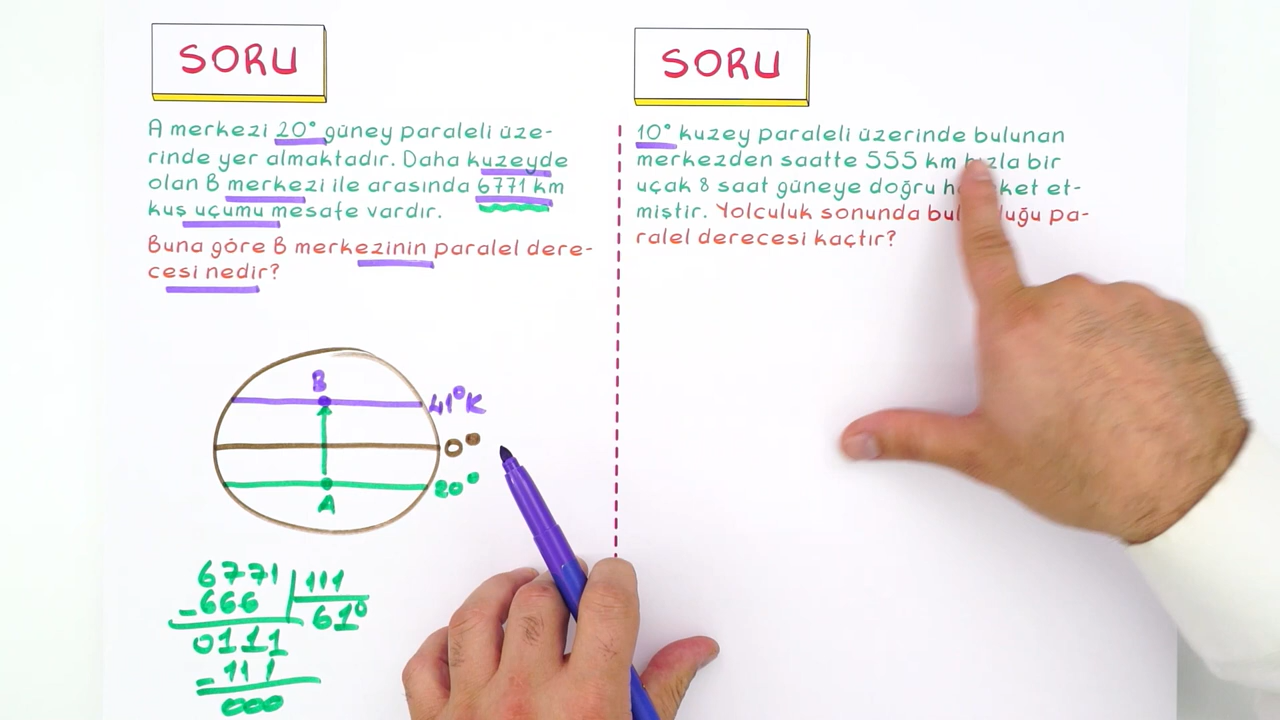 SORU
A merkezi 20° güney paraleli üze-
rinde yer almaktadır. Daha kuzeyde
olan B merkezi ile arasında 6771 km
kuş uçumu mesafe vardır.
Buna göre B merkezinin paralel dere-
cesi nedir?
B
41°K
0°
20°
A
6771 111
-666 61°
0111
-111
000
SORU
10° kuzey paraleli üzerinde bulunan
merkezden saatte 555 km bir
uçak 8 saat güneye doğru et-
miştir. Yolculuk sonunda pa-
ralel derecesi kaçtır?